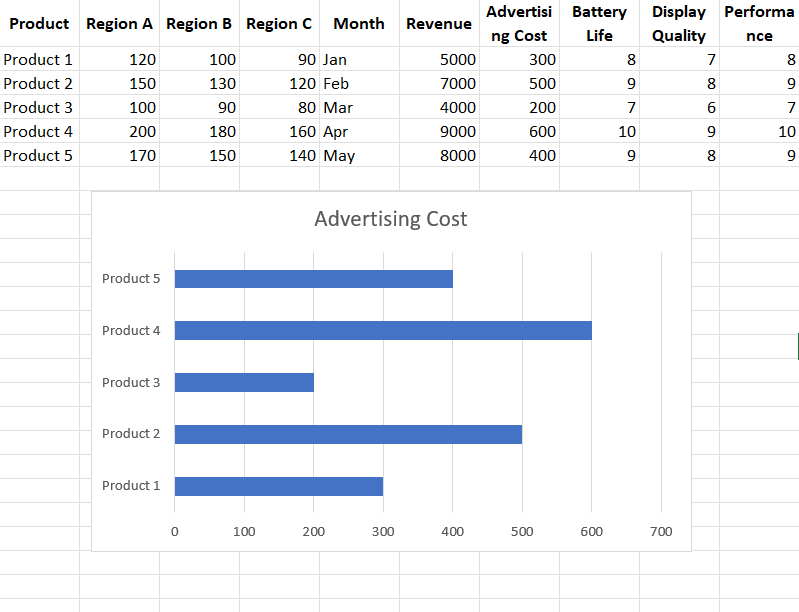 Product Region A Region B Region C Month Revenue Advertising Cost Battery Life Display Quality Performance
Product 1 120 100 90 Jan 5000 300 8 7 8
Product 2 150 130 120 Feb 7000 500 9 8 9
Product 3 100 90 80 Mar 4000 200 7 6 7
Product 4 200 180 160 Apr 9000 600 10 9 10
Product 5 170 150 140 May 8000 400 9 8 9
Advertising Cost
Product 5
Product 4
Product 3
Product 2
Product 1
0 100 200 300 400 500 600 700